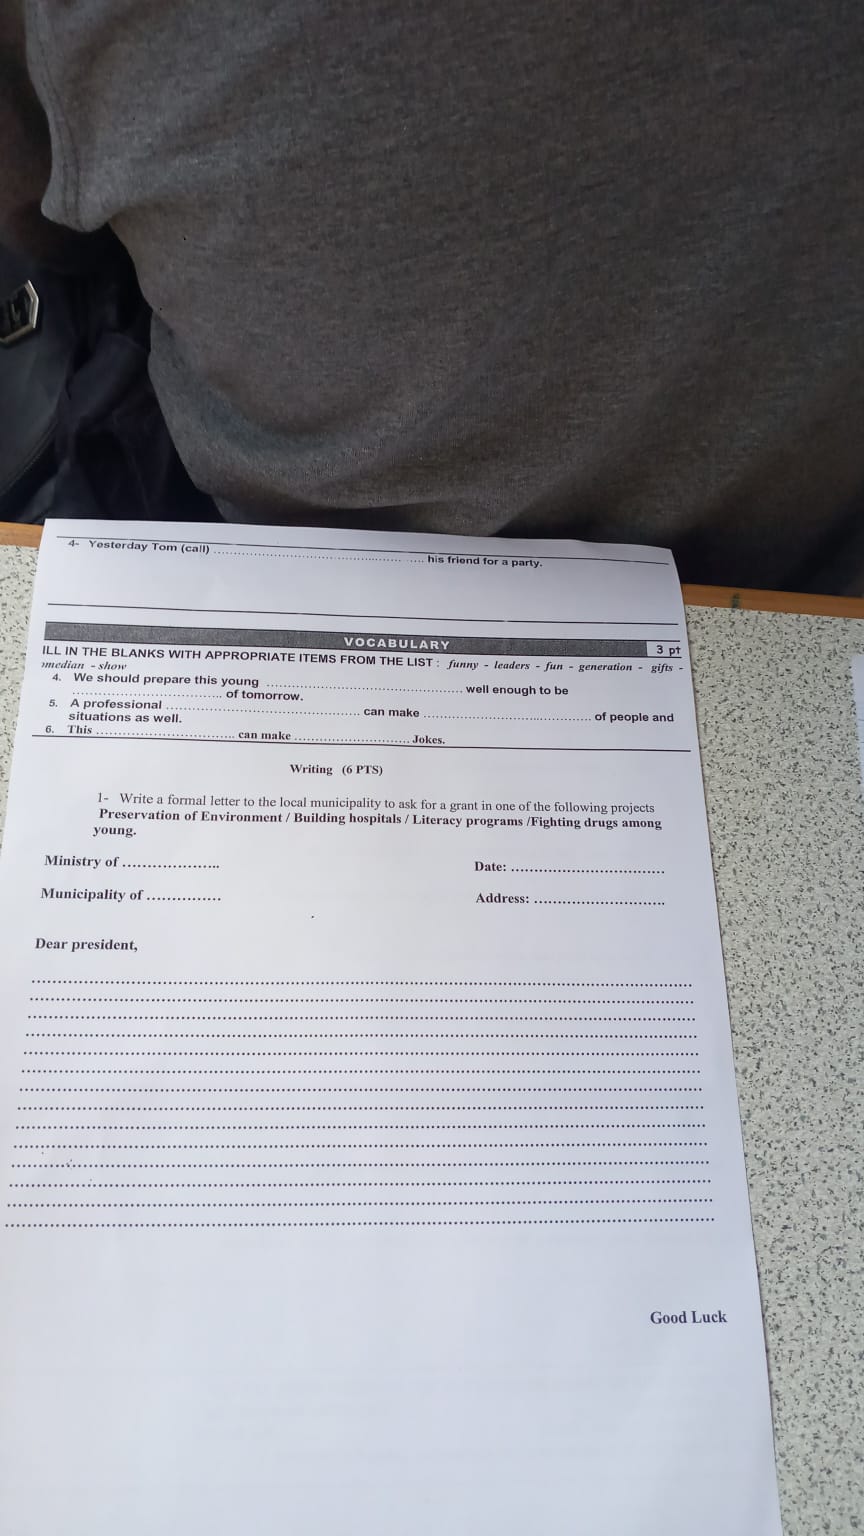 4- Yesterday Tom (call) ................................................... his friend for a party.
VOCABULARY
3 pt
ILL IN THE BLANKS WITH APPROPRIATE ITEMS FROM THE LIST : funny - leaders - fun - generation - gifts -
median - show
4. We should prepare this young .................................................. well enough to be
..................................... of tomorrow.
5. A professional .................................................. can make ........................................... of people and
situations as well.
6. This ................................... can make ............................. Jokes.
Writing (6 PTS)
1- Write a formal letter to the local municipality to ask for a grant in one of the following projects
Preservation of Environment / Building hospitals / Literacy programs /Fighting drugs among
young.
Ministry of ....................
Date: .................................
Municipality of ...............
Address: ............................
Dear president,
Good Luck